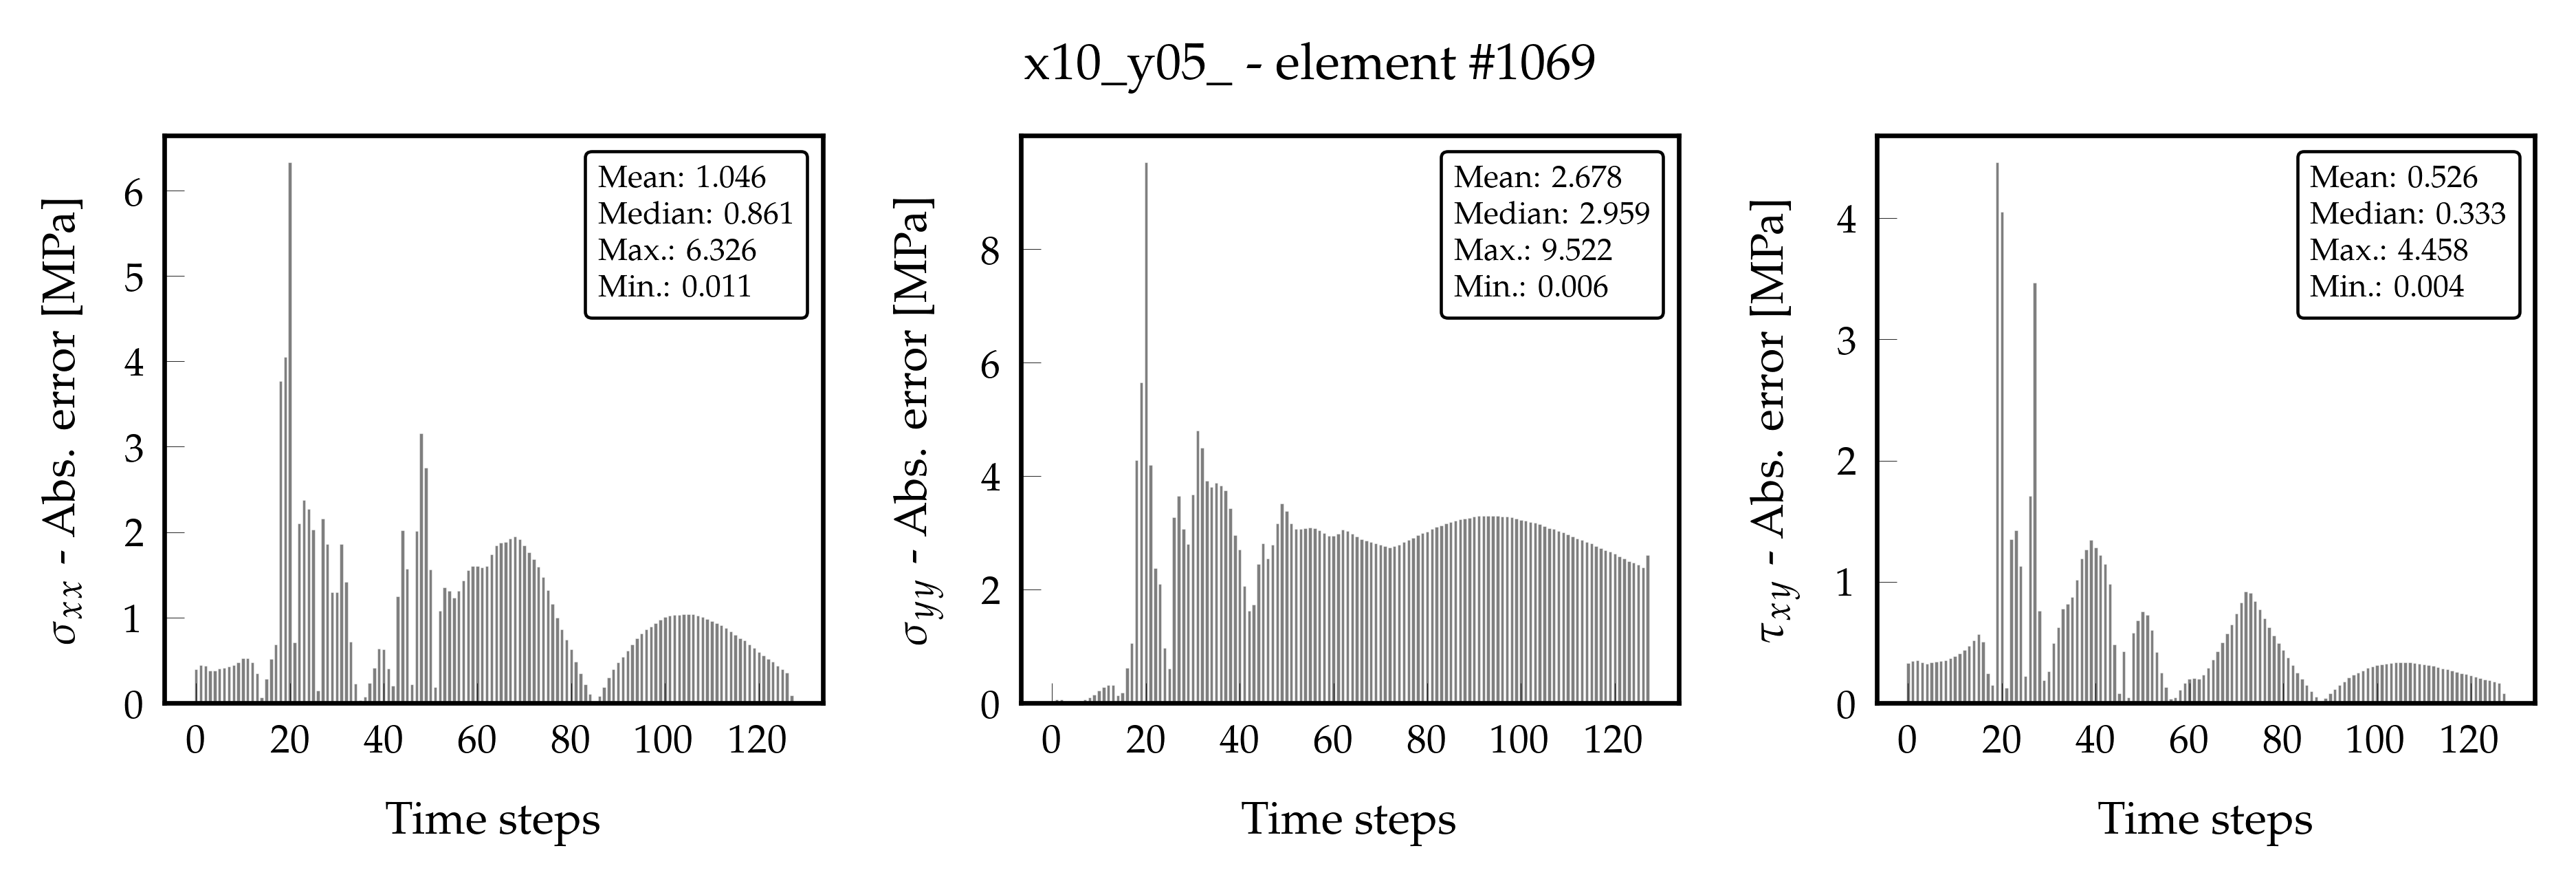 x10_y05_ - element #1069
σxx - Abs. error [MPa]
6
5
4
3
2
1
0
Mean: 1.046
Median: 0.861
Max.: 6.326
Min.: 0.011
0 20 40 60 80 100 120
Time steps
σyy - Abs. error [MPa]
8
6
4
2
0
Mean: 2.678
Median: 2.959
Max.: 9.522
Min.: 0.006
0 20 40 60 80 100 120
Time steps
τxy - Abs. error [MPa]
4
3
2
1
0
Mean: 0.526
Median: 0.333
Max.: 4.458
Min.: 0.004
0 20 40 60 80 100 120
Time steps